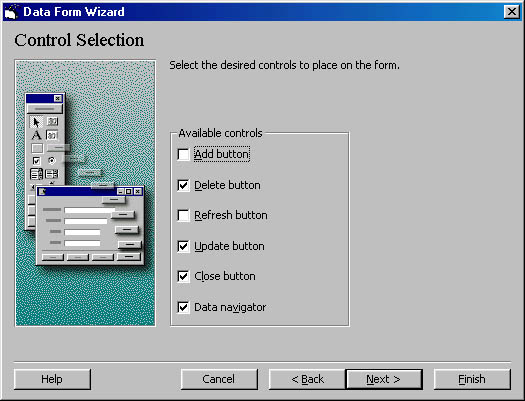 Data Form Wizard
Control Selection
Select the desired controls to place on the form.
Available controls
Add button
Delete button
Refresh button
Update button
Close button
Data navigator
Help
Cancel
< Back
Next >
Finish